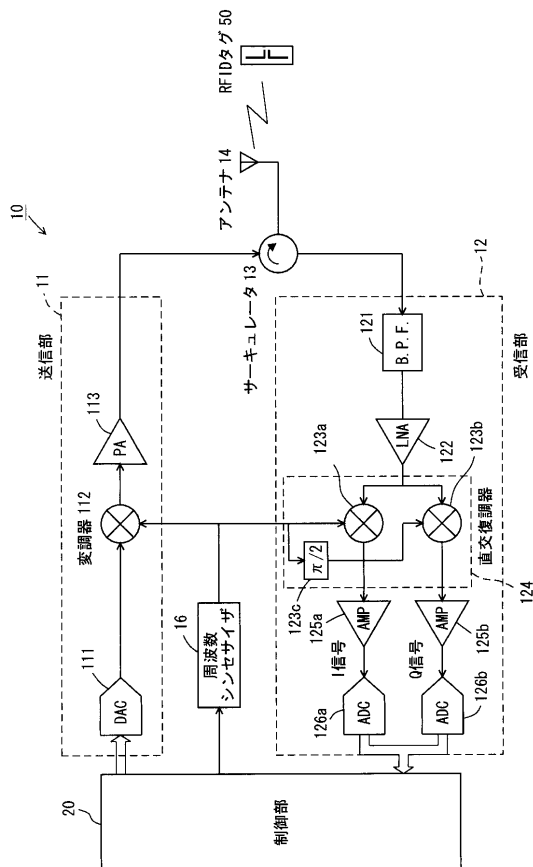 10
20
制御部
11
送信部
DAC
111
変調器 112
PA
113
周波数
シンセサイザ
16
サーキュレータ 13
アンテナ 14
RFIDタグ 50
12
受信部
B.P.F.
121
LNA
122
123a
123b
π/2
123c
直交復調器
124
AMP
125a
AMP
125b
I信号
Q信号
ADC
126a
ADC
126b